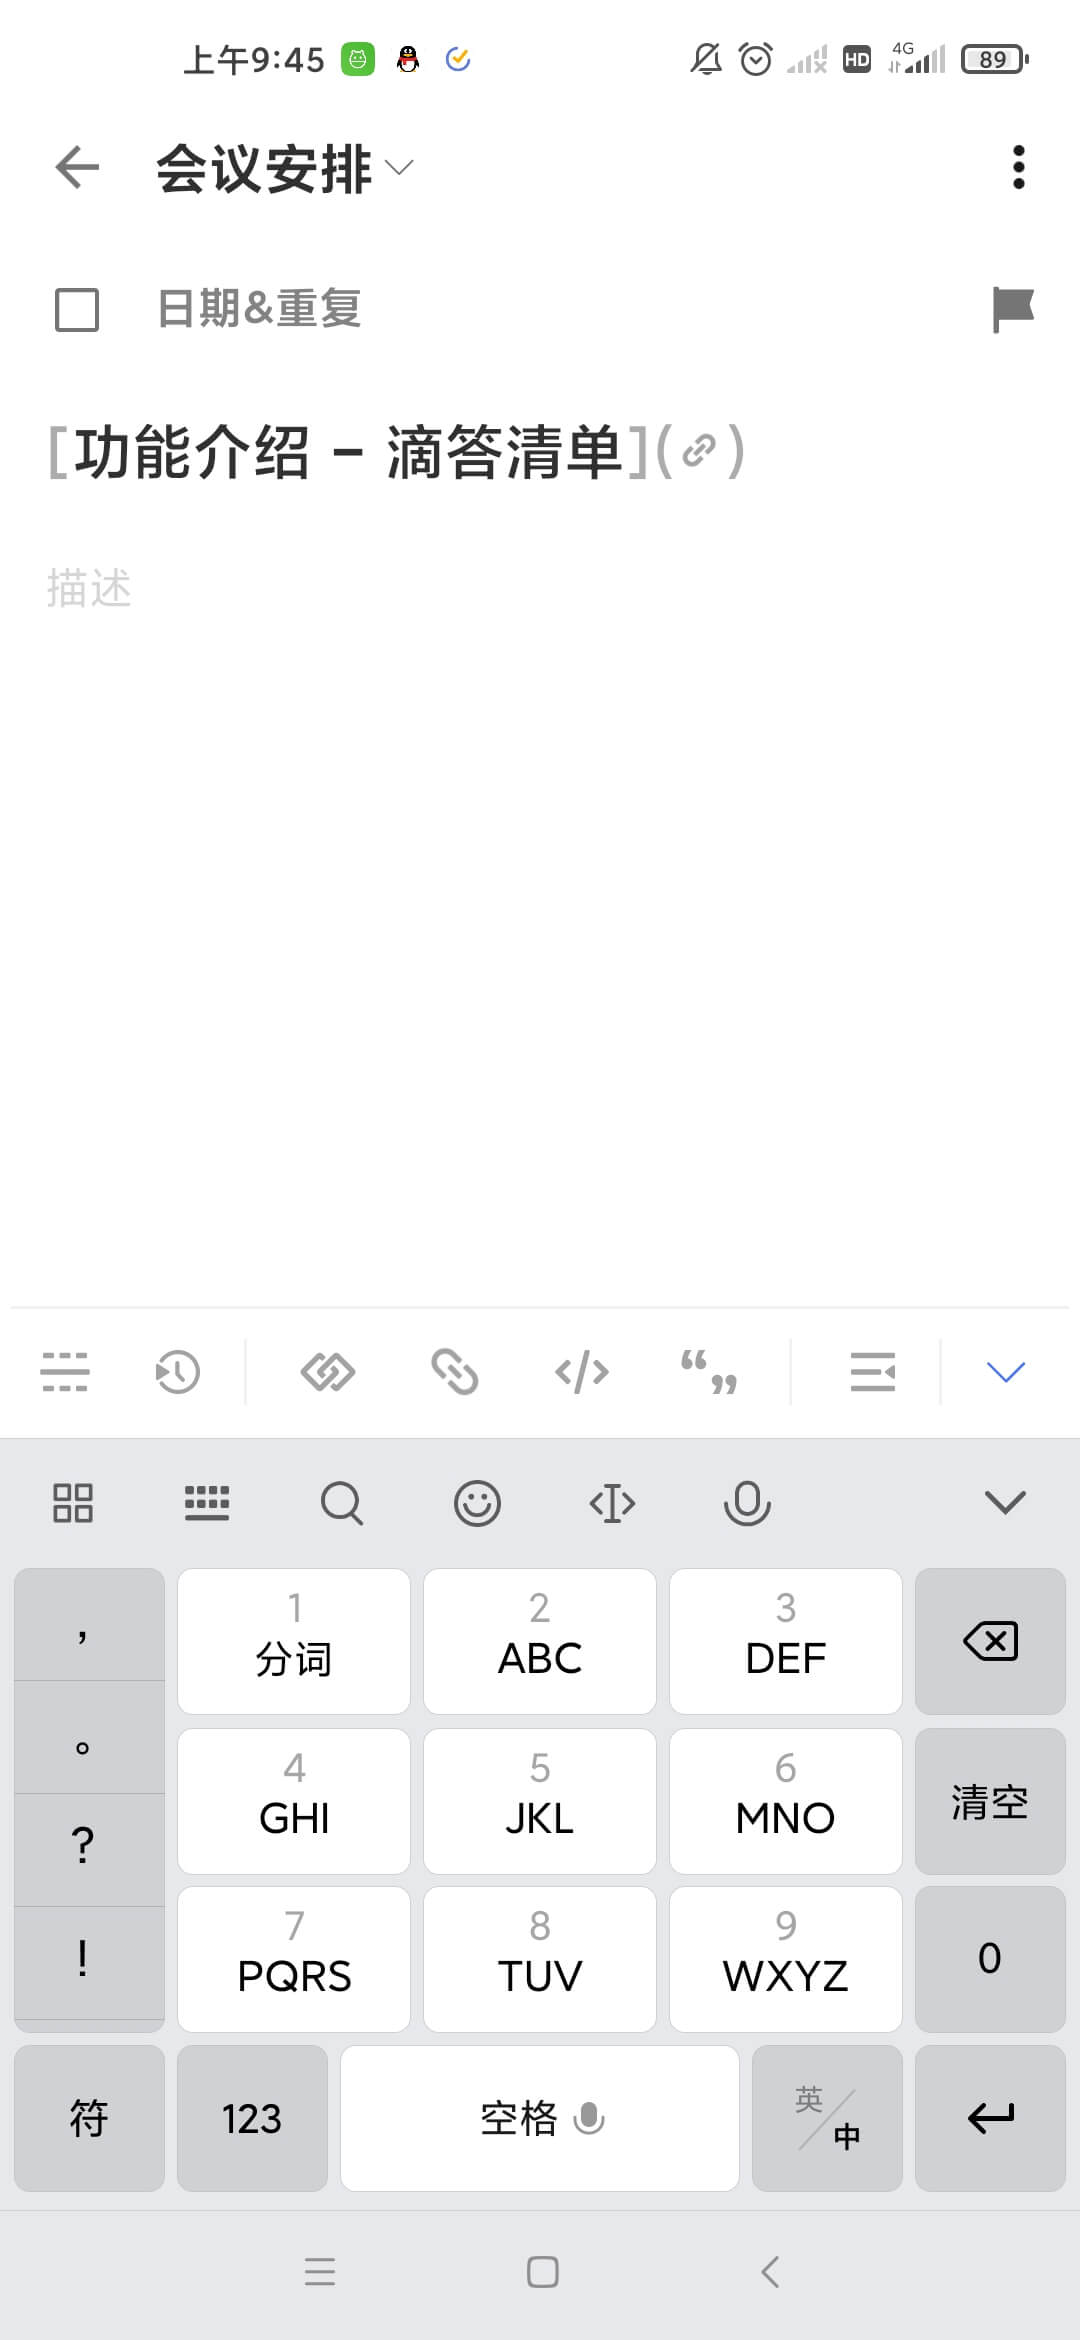 上午9:45
HD
4G
89
会议安排
日期&重复
[功能介绍 - 滴答清单]( )
描述
</>
“ ”
, 1 2 3
分词 ABC DEF
。
4 5 6
GHI JKL MNO 清空
?
7 8 9
! PQRS TUV WXYZ 0
符 123 空格 英/中